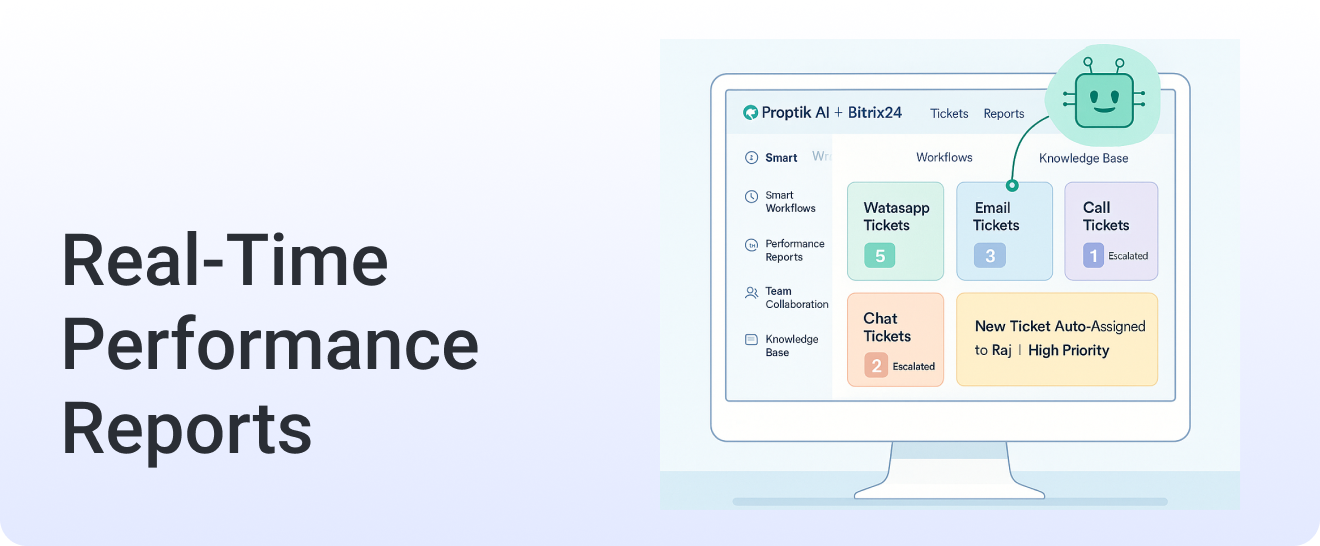 Real-Time
Performance
Reports
Proptik AI + Bitrix24 Tickets Reports
Smart
Smart
Workflows
Performance
Reports
Team
Collaboration
Knowledge
Base
Workflows Knowledge Base
Watasapp
Tickets
5
Email
Tickets
3
Call
Tickets
1 Escalated
Chat
Tickets
2 Escalated
New Ticket Auto-Assigned
to Raj | High Priority